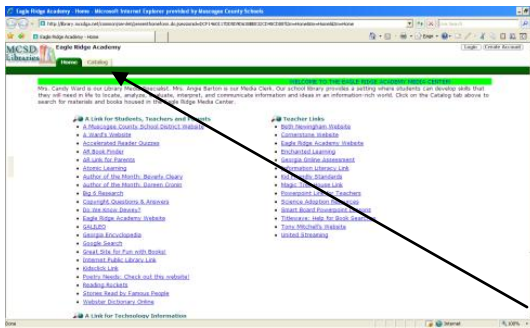 Eagle Ridge Academy - Home - Microsoft Internet Explorer provided by Muscogee County Schools
Eagle Ridge Academy - Home
MCSD
Libraries
Eagle Ridge Academy
Login
Create Account
Home
Catalog
WELCOME TO THE EAGLE RIDGE ACADEMY MEDIA CENTER!
Mrs. Candy Ward is our Library Media Specialist. Mrs. Angie Barton is our Media Clerk. Our school library provides a setting where students can develop skills that
they will need in life to locate, analyze, evaluate, interpret, and communicate information and ideas in an information-rich world. Click on the Catalog tab above to
search for materials and books housed in the Eagle Ridge Media Center.
A Link for Students, Teachers and Parents
A Muscogee County School District Website
A Ward's Website
Accelerated Reader Quizzes
AR Book Finder
AR Link for Parents
Atomic Learning
Author of the Month: Beverly Cleary
Author of the Month: Doreen Cronin
Big 6 Research
Copyright Questions & Answers
Do We Know Dewey?
Eagle Ridge Academy Website
GALILEO
Georgia Encyclopedia
Google Search
Great Site for Fun with Books!
Internet Public Library Link
Kidsclick Link
Poetry Needs: Check out this website!
Reading Rockets
Stories Read by Famous People
Webster Dictionary Online
A Link for Technology Information
Teacher Links
Beth Newingham Website
Cornerstone Website
Eagle Ridge Academy Website
Enchanted Learning
Georgia Online Assessment
Information Literacy Link
Kid Friendly Standards
Magic Tree House Link
Powerpoint Link for Teachers
Science Adoption Resources
Smart Board Powerpoint Lessons
Titlewave: Help for Book Search
Tony Mitchell's Website
United Streaming
Done
Internet
100%